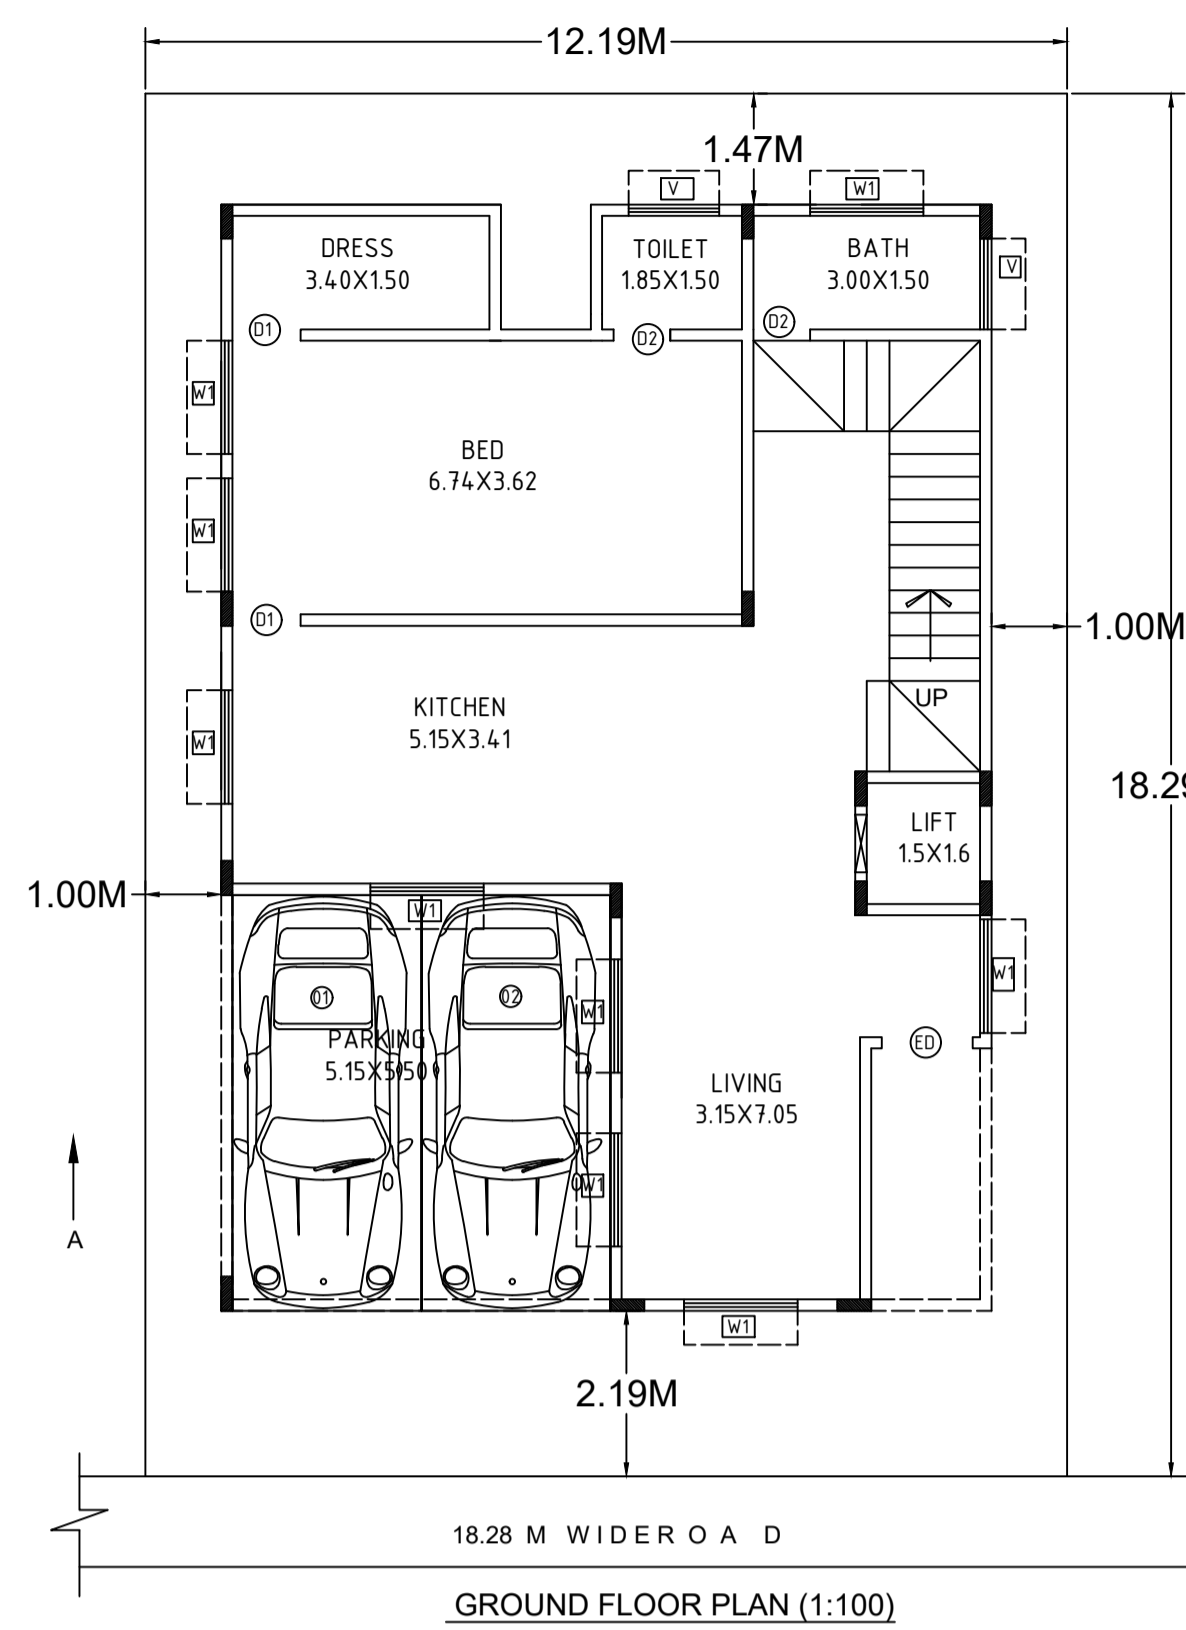 12.19M
1.47M
V
W1
DRESS
3.40X1.50
TOILET
1.85X1.50
BATH
3.00X1.50
V
D1
D2
D2
W1
BED
6.74X3.62
W1
D1
1.00M
KITCHEN
5.15X3.41
UP
W1
18.29
LIFT
1.5X1.6
1.00M
W1
W1
01
02
W1
PARKING
5.15X5.50
ED
LIVING
3.15X7.05
W1
A
W1
2.19M
18.28 M WIDEROA D
GROUND FLOOR PLAN (1:100)